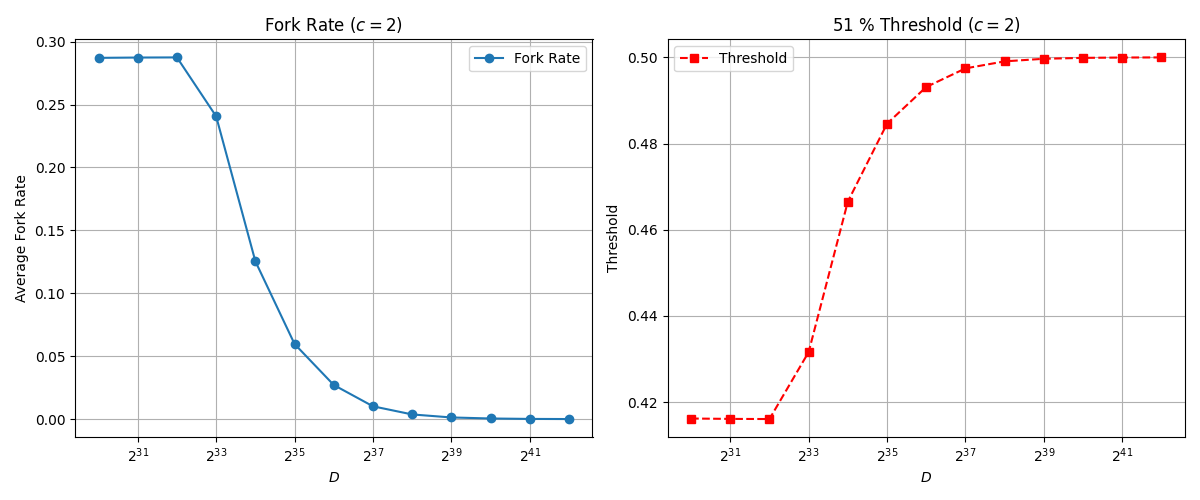 Fork Rate (c = 2)
0.30
0.25
0.20
0.15
0.10
0.05
0.00
Average Fork Rate
Fork Rate
2^31 2^33 2^35 2^37 2^39 2^41
D
51 % Threshold (c = 2)
0.50
0.48
0.46
0.44
0.42
Threshold
Threshold
2^31 2^33 2^35 2^37 2^39 2^41
D